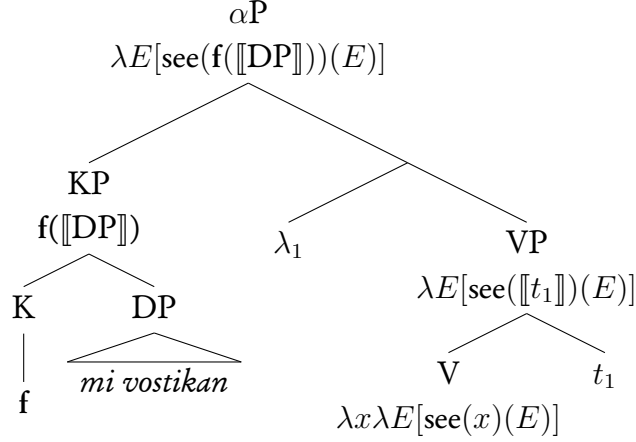 αP
λE[see(f(⟦DP⟧))(E)]
KP
f(⟦DP⟧)
λ₁
VP
λE[see(⟦t₁⟧)(E)]
K
DP
V
t₁
f
mi vostikan
λxλE[see(x)(E)]